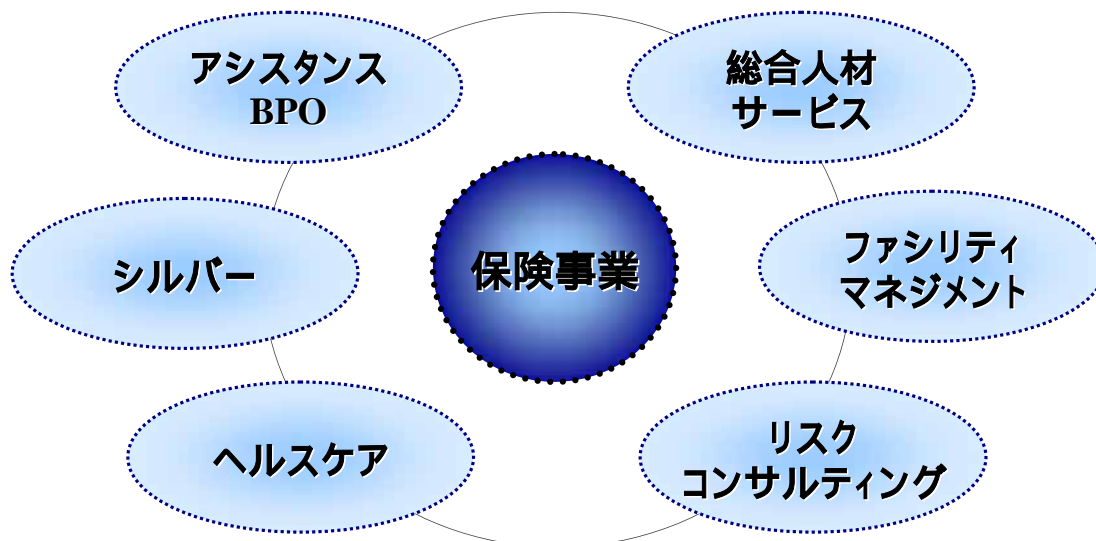 アシスタンス
BPO
総合人材
サービス
保険事業
シルバー
ファシリティ
マネジメント
ヘルスケア
リスク
コンサルティング